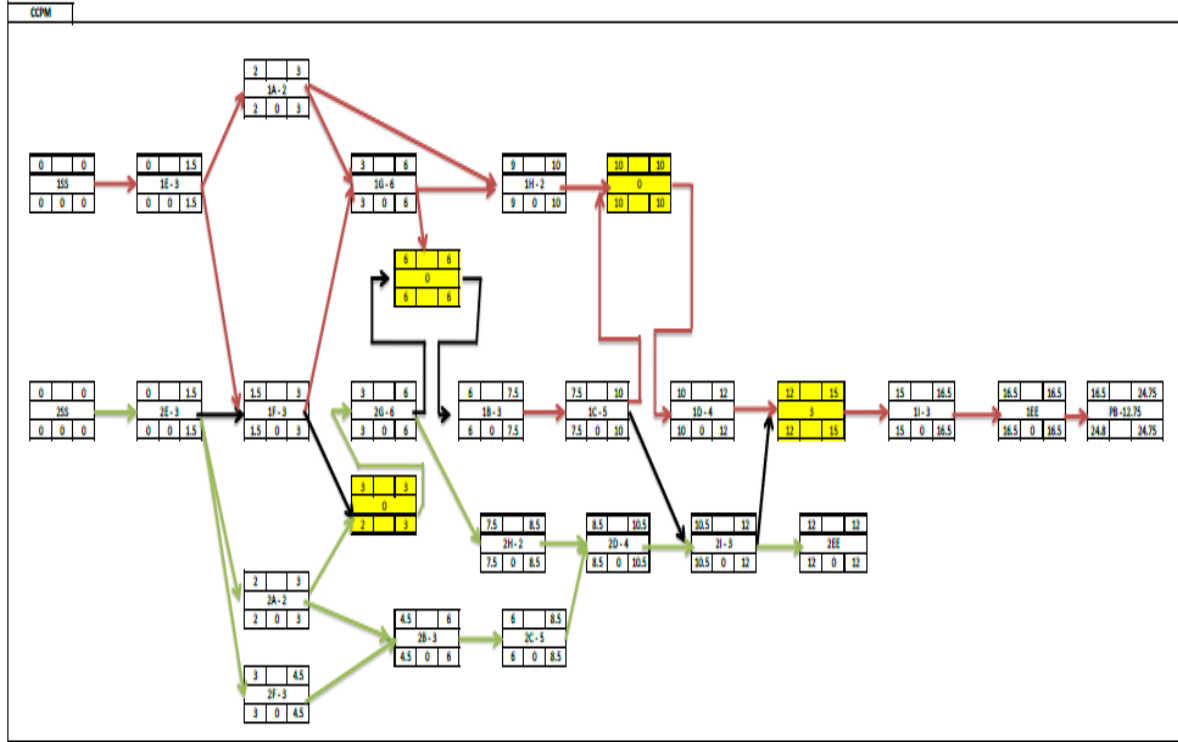 CCPM
2 3
1A - 2
2 0 3
0 0
1SS
0 0 0
0 1.5
1E - 3
0 0 1.5
3 6
1G - 6
3 0 6
9 10
1H - 2
9 0 10
10 10
0
10 10
6 6
0
6 6
0 0
2SS
0 0 0
0 1.5
2E - 3
0 0 1.5
1.5 3
1F - 3
1.5 0 3
3 6
2G - 6
3 0 6
6 7.5
1B - 3
6 0 7.5
7.5 10
1C - 5
7.5 0 10
10 12
1D - 4
10 0 12
12 15
3
12 15
15 16.5
1I - 3
15 0 16.5
16.5 16.5
1EE
16.5 0 16.5
16.5 24.75
PB -12.75
24.8 24.75
3 3
0
2 3
7.5 8.5
2H - 2
7.5 0 8.5
8.5 10.5
2D - 4
8.5 0 10.5
10.5 12
2I - 3
10.5 0 12
12 12
2EE
12 0 12
2 3
2A - 2
2 0 3
4.5 6
2B - 3
4.5 0 6
6 8.5
2C - 5
6 0 8.5
3 4.5
2F - 3
3 0 4.5